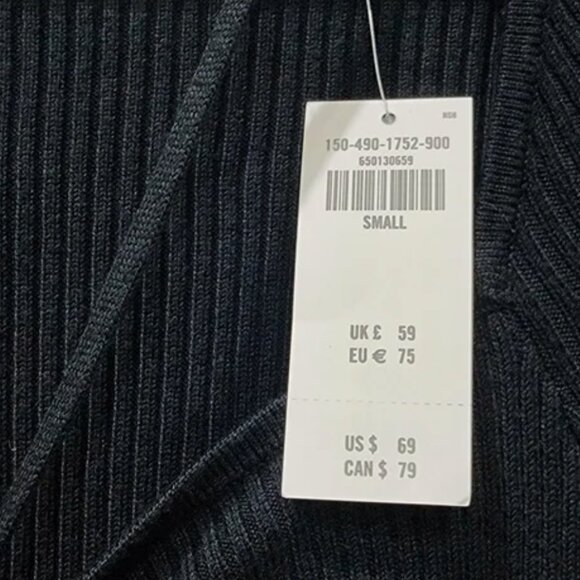 150-490-1752-900
650130659
SMALL
UK £ 59
EU € 75
US $ 69
CAN $ 79